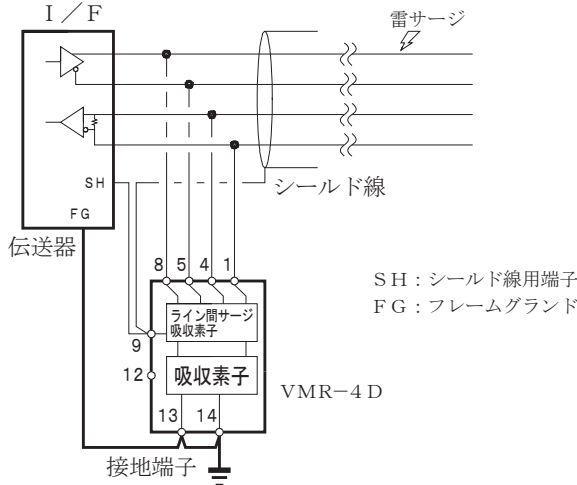 I/F
雷サージ
SH
シールド線
FG
伝送器
8 5 4 1
SH:シールド線用端子
FG:フレームグランド
ライン間サージ
吸収素子
9
12
吸収素子
VMR-4D
13 14
接地端子